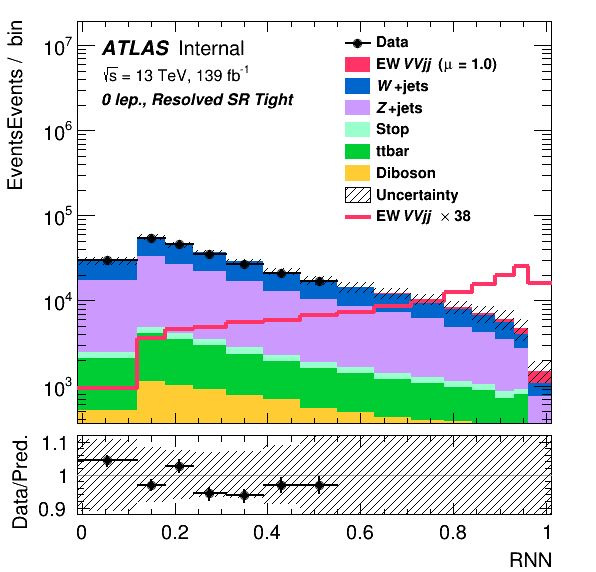 EventsEvents / bin
10⁷
10⁶
10⁵
10⁴
10³
ATLAS Internal
√s = 13 TeV, 139 fb⁻¹
0 lep., Resolved SR Tight
Data
EW VVjj (μ = 1.0)
W+jets
Z+jets
Stop
ttbar
Diboson
Uncertainty
EW VVjj × 38
Data/Pred.
1.1
1
0.9
0 0.2 0.4 0.6 0.8 1
RNN